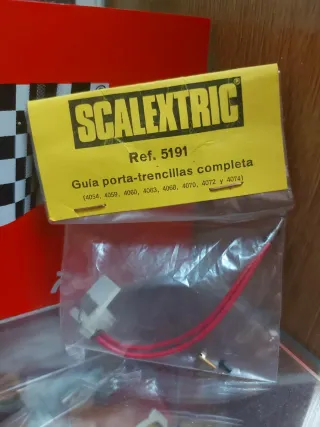 SCALEXTRIC
Ref. 5191
Guía porta-trencillas completa
(4054, 4059, 4060, 4063, 4068, 4070, 4072 y 4074)